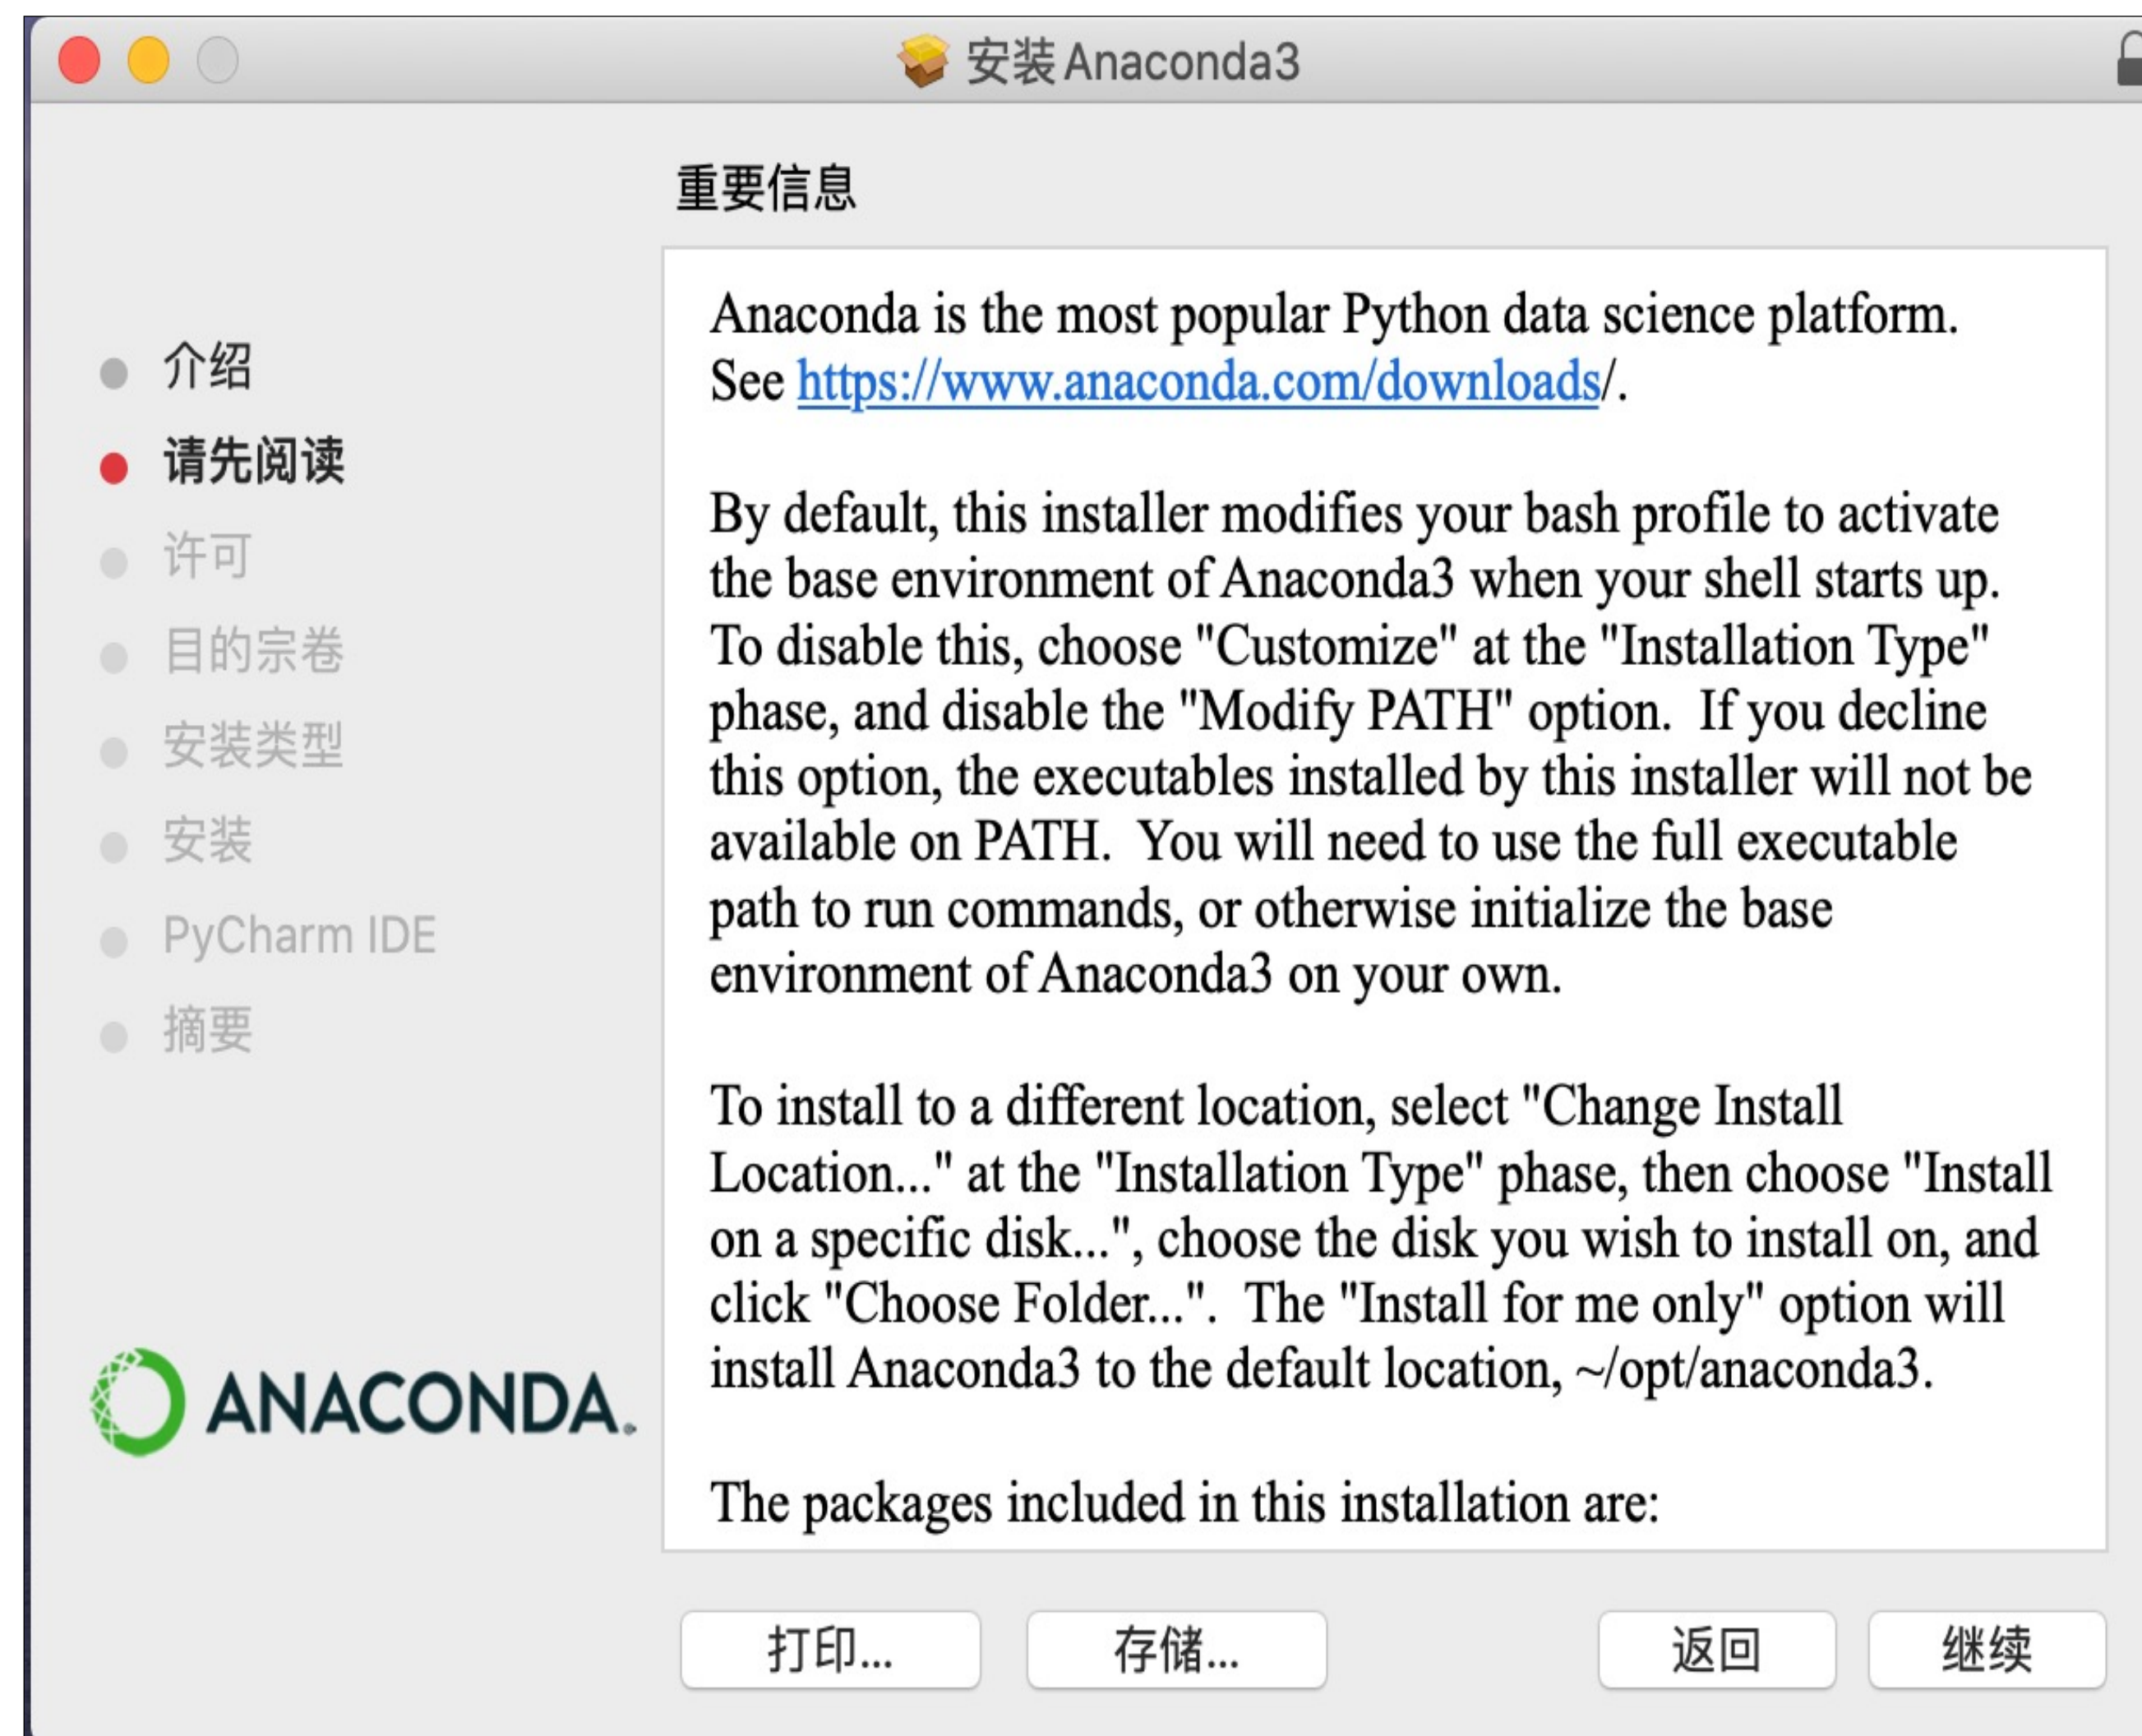 安装Anaconda3
重要信息
介绍
请先阅读
许可
目的宗卷
安装类型
安装
PyCharm IDE
摘要
ANACONDA.
Anaconda is the most popular Python data science platform.
See https://www.anaconda.com/downloads/.
By default, this installer modifies your bash profile to activate
the base environment of Anaconda3 when your shell starts up.
To disable this, choose "Customize" at the "Installation Type"
phase, and disable the "Modify PATH" option.  If you decline
this option, the executables installed by this installer will not be
available on PATH.  You will need to use the full executable
path to run commands, or otherwise initialize the base
environment of Anaconda3 on your own.
To install to a different location, select "Change Install
Location..." at the "Installation Type" phase, then choose "Install
on a specific disk...", choose the disk you wish to install on, and
click "Choose Folder...".  The "Install for me only" option will
install Anaconda3 to the default location, ~/opt/anaconda3.
The packages included in this installation are:
打印...
存储...
返回
继续